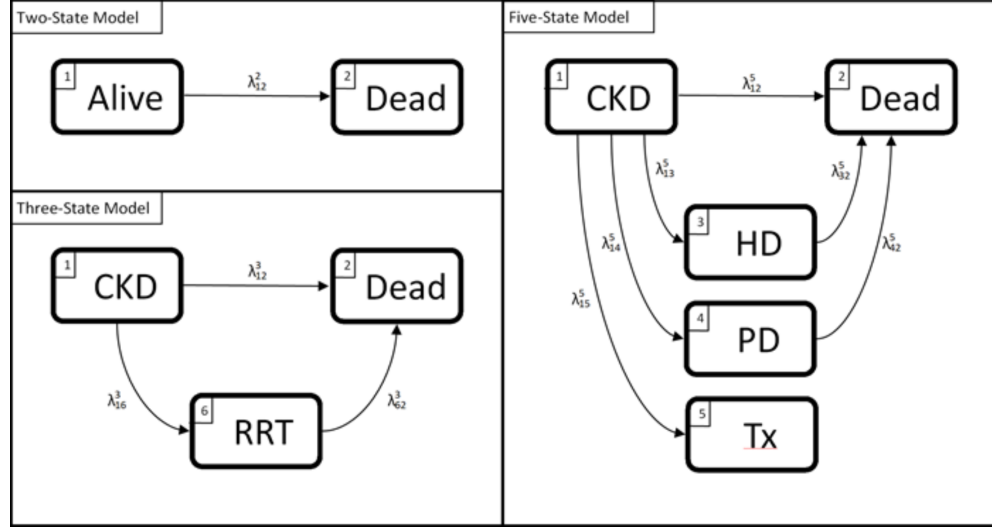 Two-State Model
1
Alive
λ²₁₂
2
Dead
Three-State Model
1
CKD
λ³₁₂
2
Dead
λ³₁₆
6
RRT
λ³₆₂
Five-State Model
1
CKD
λ⁵₁₂
2
Dead
λ⁵₁₃
λ⁵₃₂
3
HD
λ⁵₁₄
λ⁵₄₂
4
PD
λ⁵₁₅
5
Tx